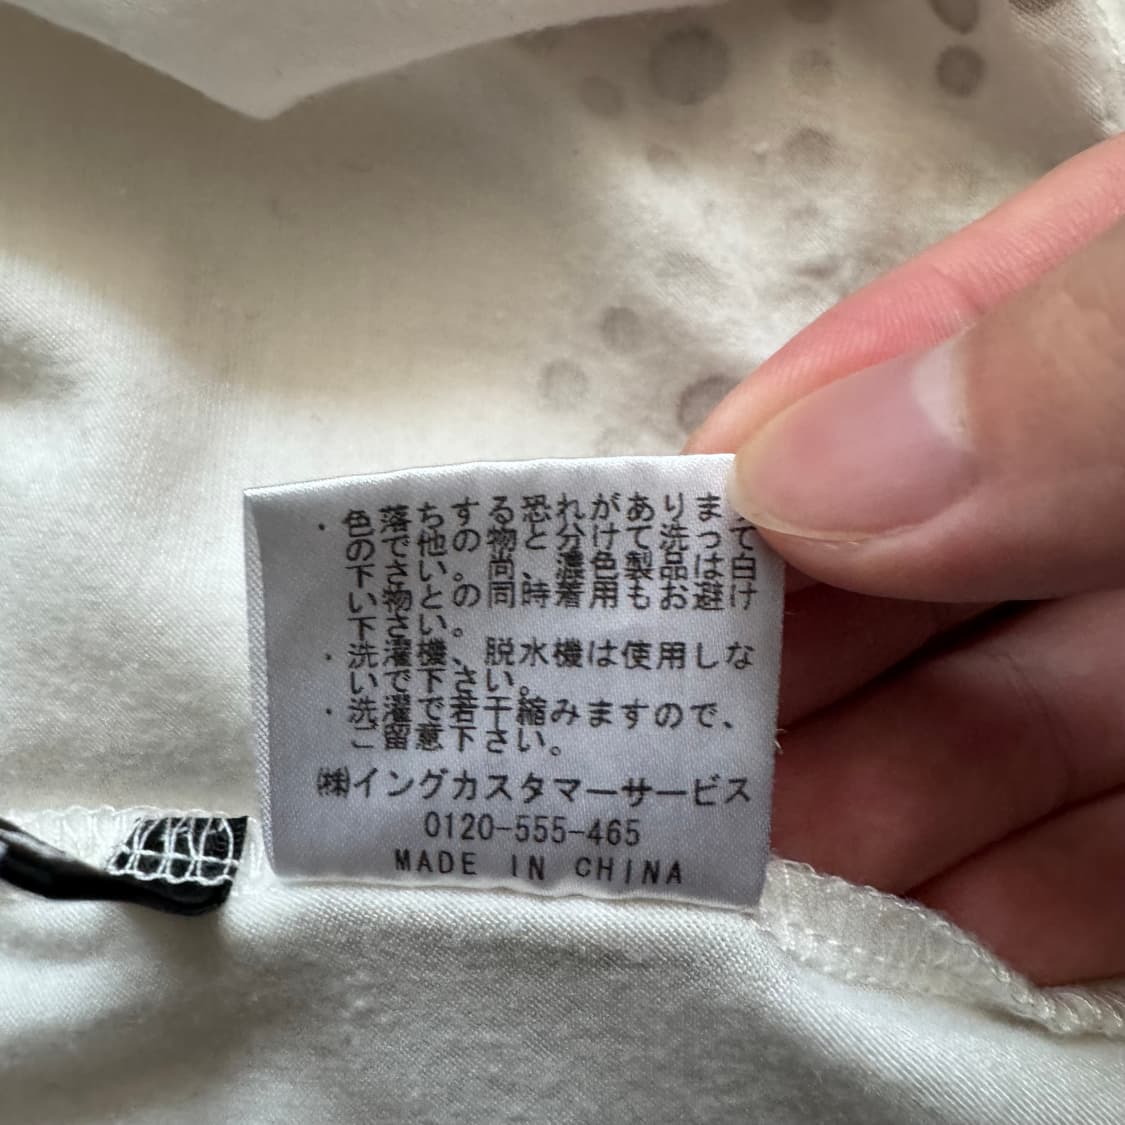 ・色落ちする恐れがありま
の で他の物と分けて洗って
下さい。尚、濃色製品は白
い物との同時着用もお避け
下さい。
・洗濯機、脱水機は使用しな
いで下さい。
・洗濯で若干縮みますので、
ご留意下さい。
㈱イングカスタマーサービス
0120-555-465
MADE IN CHINA